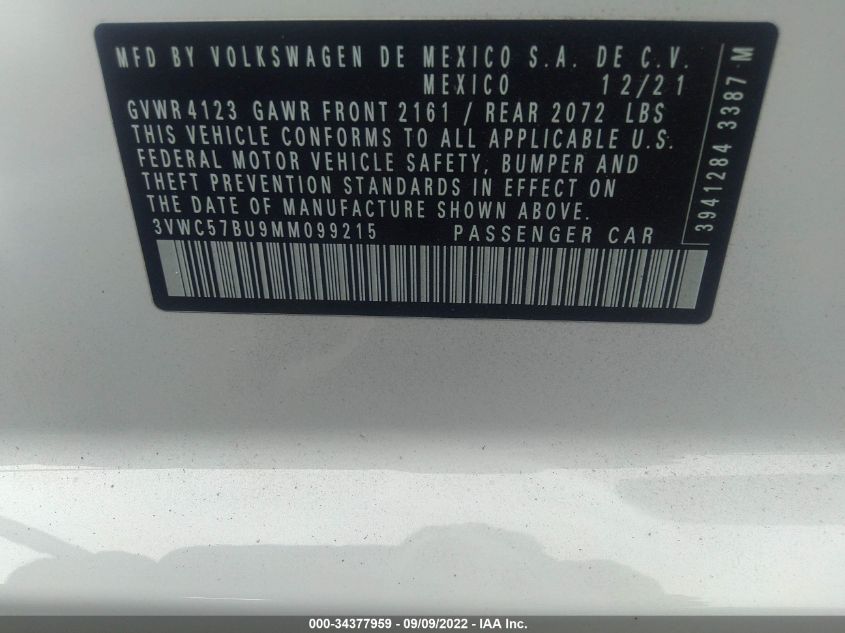 MFD BY VOLKSWAGEN DE MEXICO S.A. DE C.V.
MEXICO 12/21
GVWR 4123 GAWR FRONT 2161 / REAR 2072 LBS
THIS VEHICLE CONFORMS TO ALL APPLICABLE U.S.
FEDERAL MOTOR VEHICLE SAFETY, BUMPER AND
THEFT PREVENTION STANDARDS IN EFFECT ON
THE DATE OF MANUFACTURE SHOWN ABOVE.
3VWC57BU9MM099215 PASSENGER CAR
3941284 3387 M
000-34377959 - 09/09/2022 - IAA Inc.